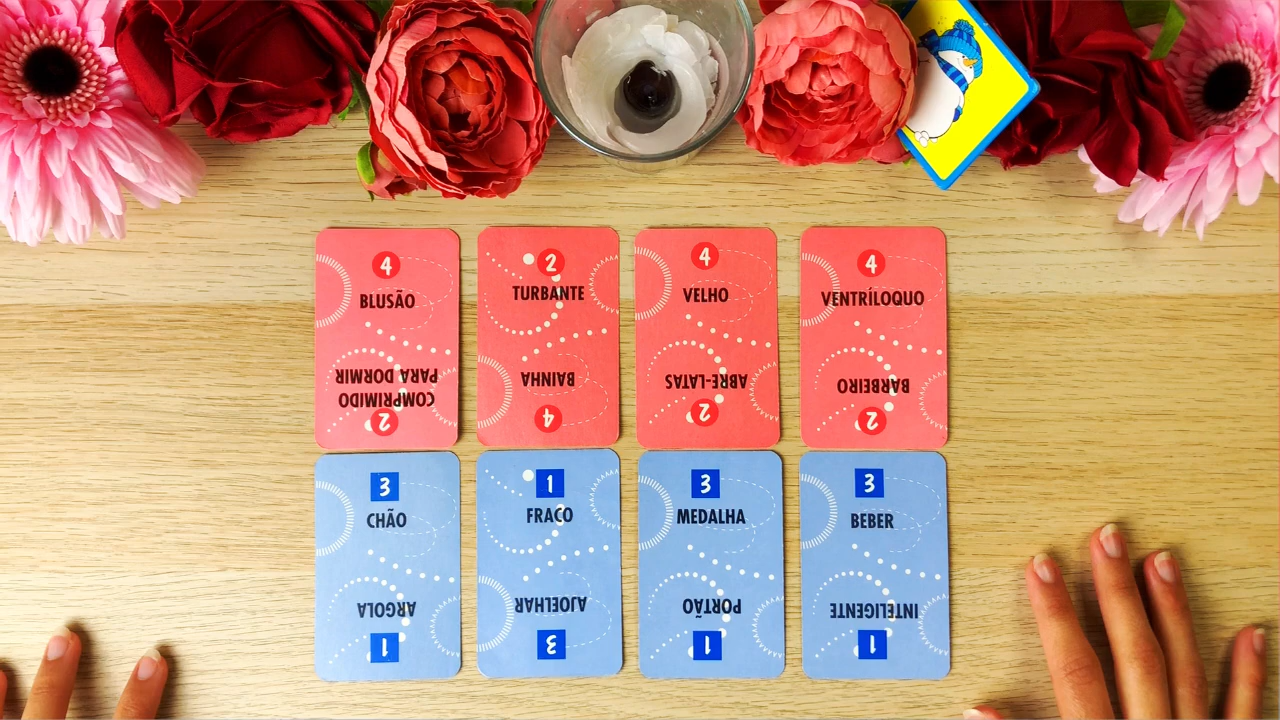 4
BLUSÃO
COMPRIMIDO
PARA DORMIR
2
2
TURBANTE
BAINHA
4
4
VELHO
ABRE-LATAS
2
4
VENTRÍLOQUO
BARBEIRO
2
3
CHÃO
ARGOLA
1
1
FRACO
AJOELHAR
3
3
MEDALHA
PORTÃO
1
3
BEBER
INTELIGENTE
1